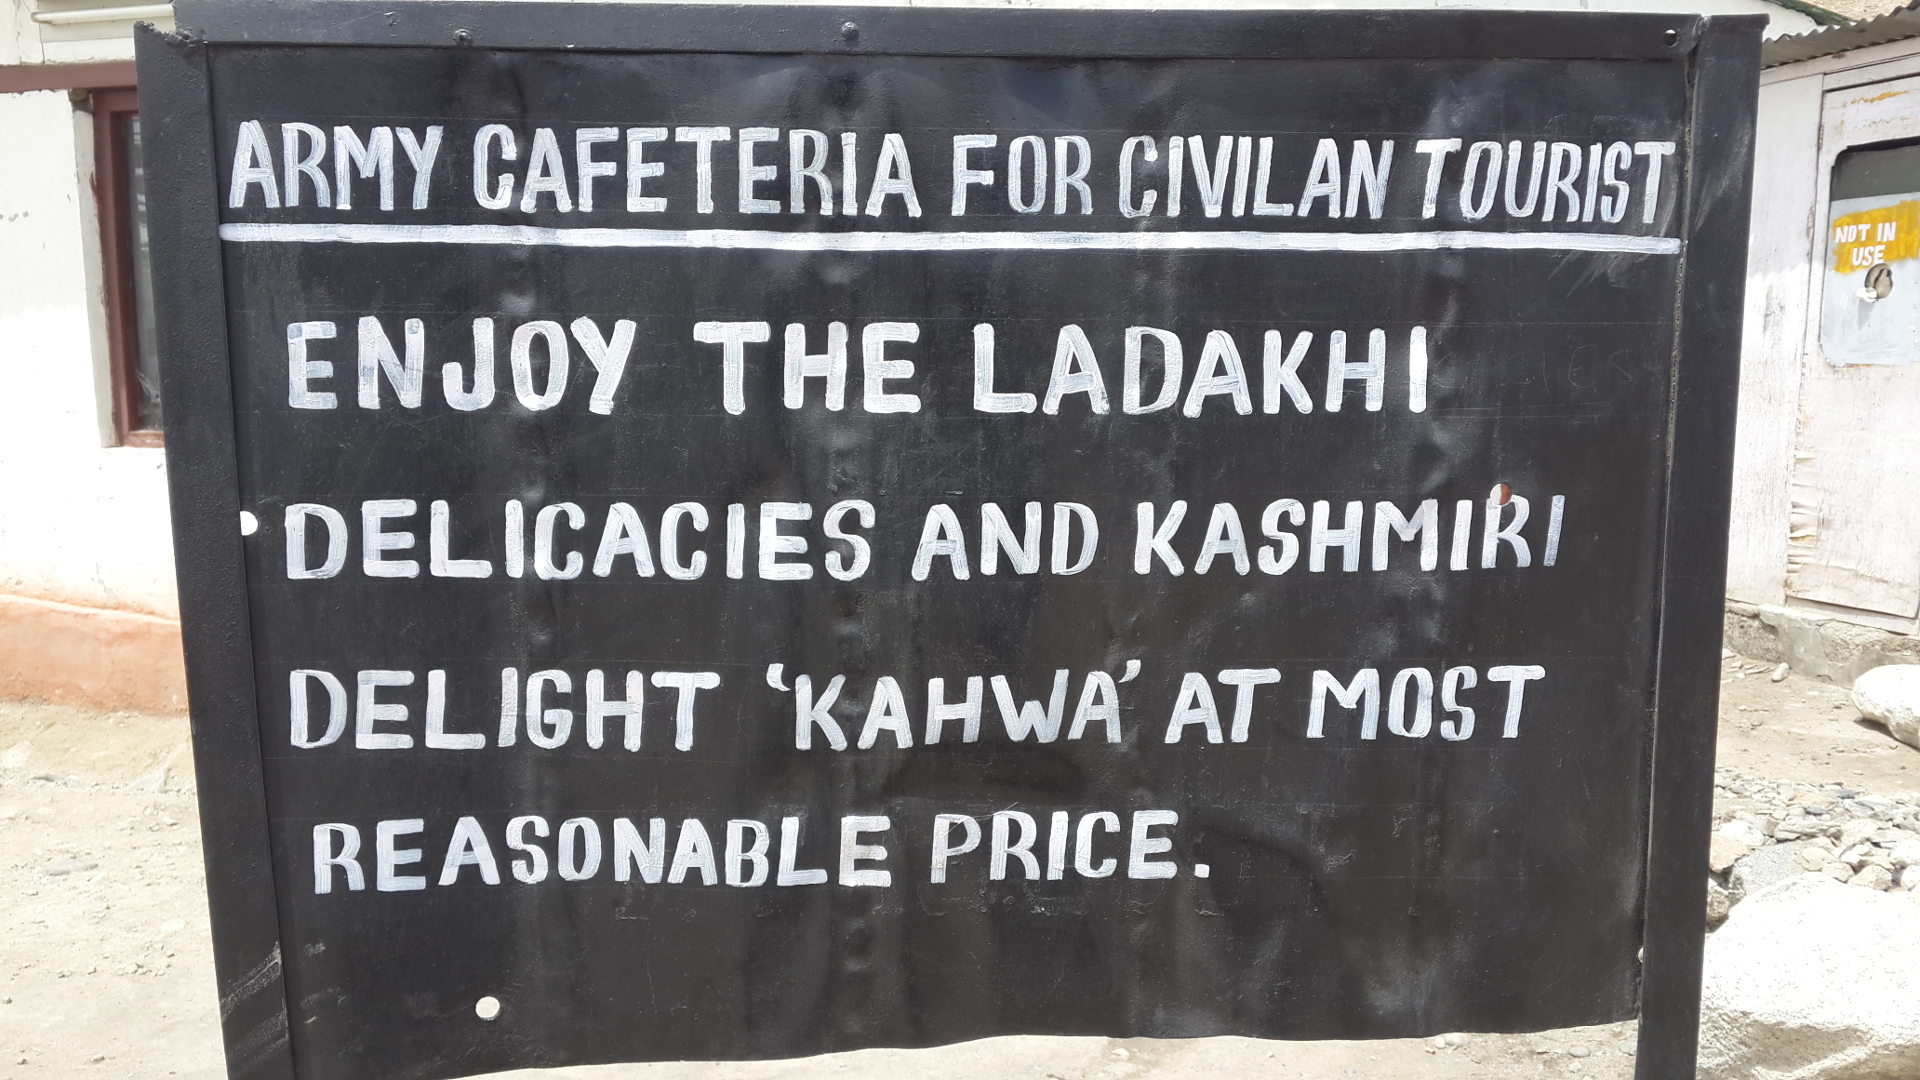 ARMY CAFETERIA FOR CIVILAN TOURIST
ENJOY THE LADAKHI
DELICACIES AND KASHMIRI
DELIGHT ‘KAHWA’ AT MOST
REASONABLE PRICE.
NOT IN
USE